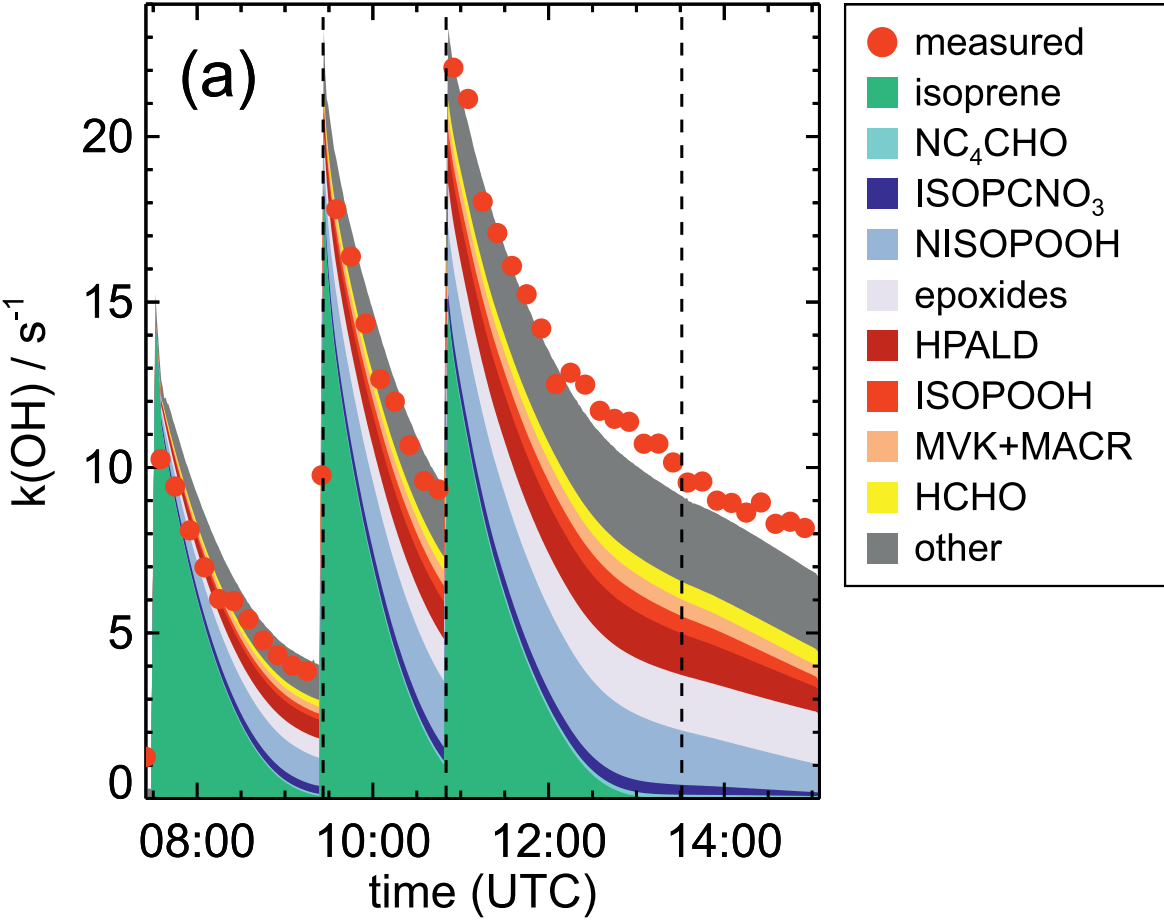 (a)
k(OH) / s⁻¹
20
15
10
5
0
08:00 10:00 12:00 14:00
time (UTC)
measured
isoprene
NC₄CHO
ISOPCNO₃
NISOPOOH
epoxides
HPALD
ISOPOOH
MVK+MACR
HCHO
other